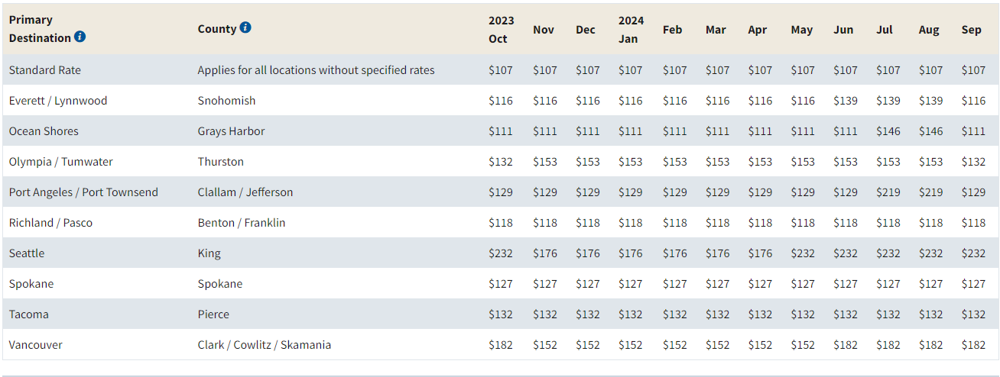 Primary Destination i County i 2023 Oct Nov Dec 2024 Jan Feb Mar Apr May Jun Jul Aug Sep
Standard Rate Applies for all locations without specified rates $107 $107 $107 $107 $107 $107 $107 $107 $107 $107 $107 $107
Everett / Lynnwood Snohomish $116 $116 $116 $116 $116 $116 $116 $116 $139 $139 $139 $116
Ocean Shores Grays Harbor $111 $111 $111 $111 $111 $111 $111 $111 $111 $146 $146 $111
Olympia / Tumwater Thurston $132 $153 $153 $153 $153 $153 $153 $153 $153 $153 $153 $132
Port Angeles / Port Townsend Clallam / Jefferson $129 $129 $129 $129 $129 $129 $129 $129 $129 $219 $219 $129
Richland / Pasco Benton / Franklin $118 $118 $118 $118 $118 $118 $118 $118 $118 $118 $118 $118
Seattle King $232 $176 $176 $176 $176 $176 $176 $232 $232 $232 $232 $232
Spokane Spokane $127 $127 $127 $127 $127 $127 $127 $127 $127 $127 $127 $127
Tacoma Pierce $132 $132 $132 $132 $132 $132 $132 $132 $132 $132 $132 $132
Vancouver Clark / Cowlitz / Skamania $182 $152 $152 $152 $152 $152 $152 $152 $182 $182 $182 $182